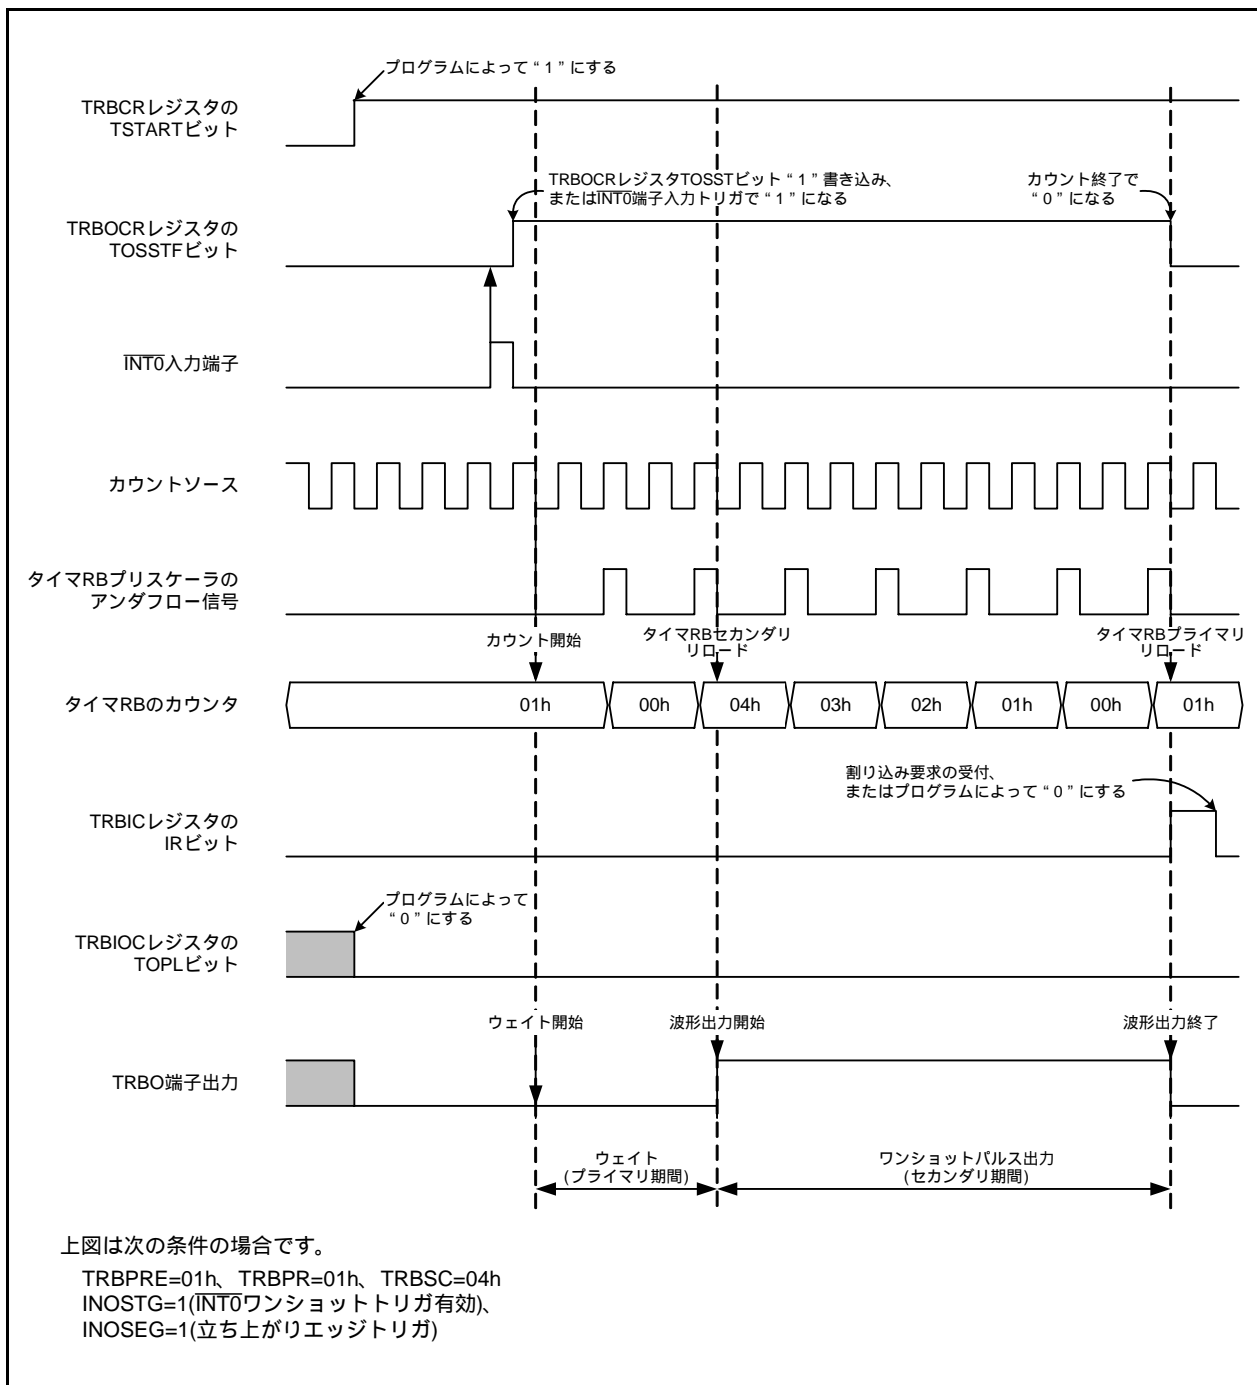 プログラムによって“1”にする
TRBCRレジスタの
TSTARTビット
TRBOCRレジスタTOSSTビット“1”書き込み、
またはINT0端子入力トリガで“1”になる
カウント終了で
“0”になる
TRBOCRレジスタの
TOSSTFビット
INT0入力端子
カウントソース
タイマRBプリスケーラの
アンダフロー信号
カウント開始
タイマRBセカンダリ
リロード
タイマRBプライマリ
リロード
タイマRBのカウンタ
01h
00h
04h
03h
02h
01h
00h
01h
割り込み要求の受付、
またはプログラムによって“0”にする
TRBICレジスタの
IRビット
プログラムによって
“0”にする
TRBIOCレジスタの
TOPLビット
ウェイト開始
波形出力開始
波形出力終了
TRBO端子出力
ウェイト
(プライマリ期間)
ワンショットパルス出力
(セカンダリ期間)
上図は次の条件の場合です。
TRBPRE=01h、TRBPR=01h、TRBSC=04h
INOSTG=1(INT0ワンショットトリガ有効)、
INOSEG=1(立ち上がりエッジトリガ)